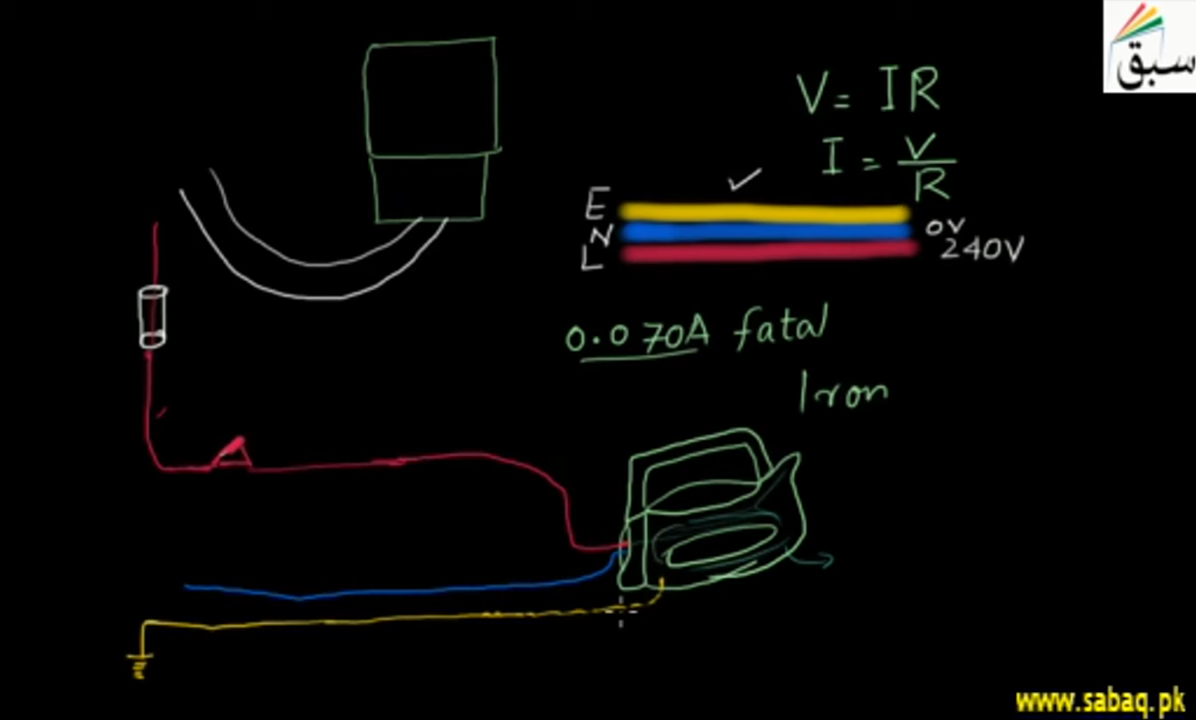 سبق
V = IR
I = V/R
E
N 0V
L 240V
0.070A fatal
Iron
www.sabaq.pk